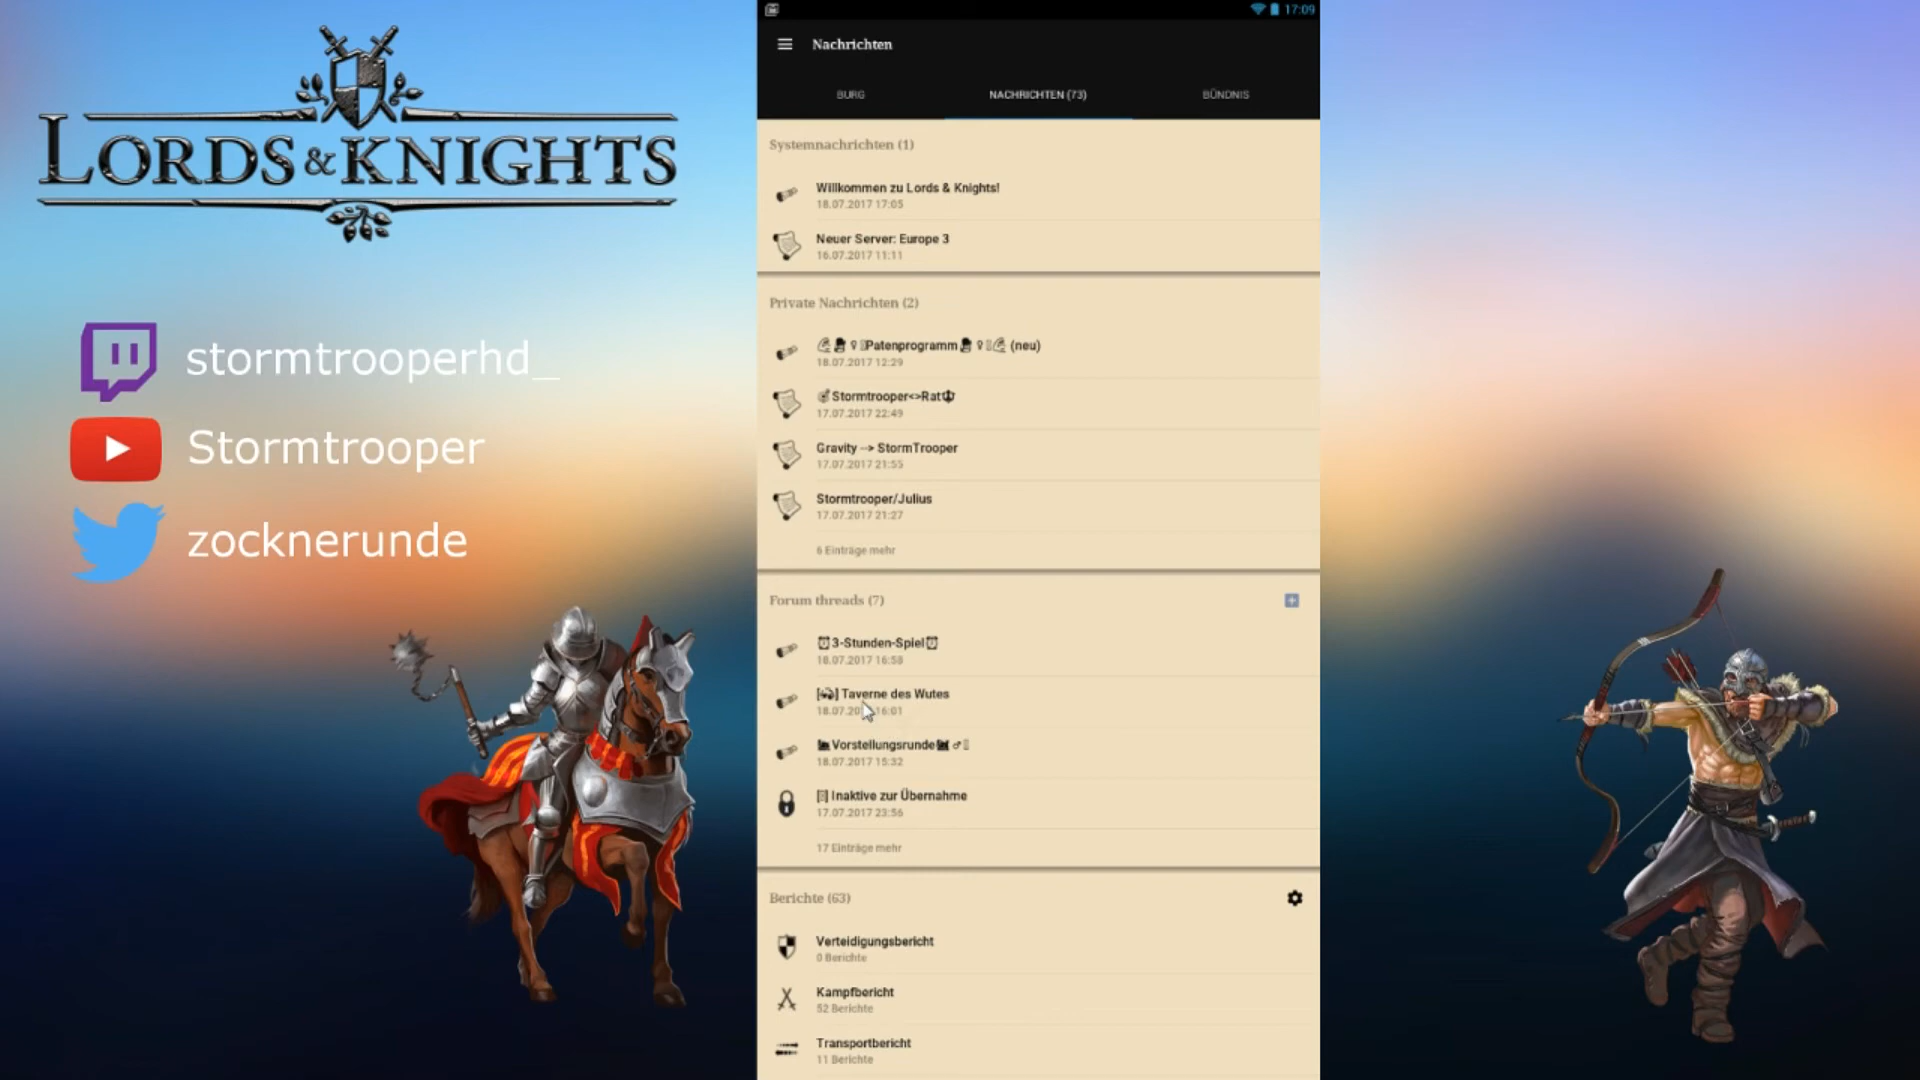 LORDS & KNIGHTS
stormtrooperhd_
Stormtrooper
zocknerunde
17:09
Nachrichten
BURG
NACHRICHTEN (73)
BÜNDNIS
Systemnachrichten (1)
Willkommen zu Lords & Knights!
18.07.2017 17:05
Neuer Server: Europe 3
16.07.2017 11:11
Private Nachrichten (2)
Patenprogramm (neu)
18.07.2017 12:29
Stormtrooper<>Rat
17.07.2017 22:49
Gravity --> StormTrooper
17.07.2017 21:55
Stormtrooper/Julius
17.07.2017 21:27
6 Einträge mehr
Forum threads (7)
3-Stunden-Spiel
18.07.2017 16:58
[] Taverne des Wutes
16:01
Vorstellungsrunde
18.07.2017 15:32
[] Inaktive zur Übernahme
17.07.2017 23:56
17 Einträge mehr
Berichte (63)
Verteidigungsbericht
0 Berichte
Kampfbericht
52 Berichte
Transportbericht
11 Berichte